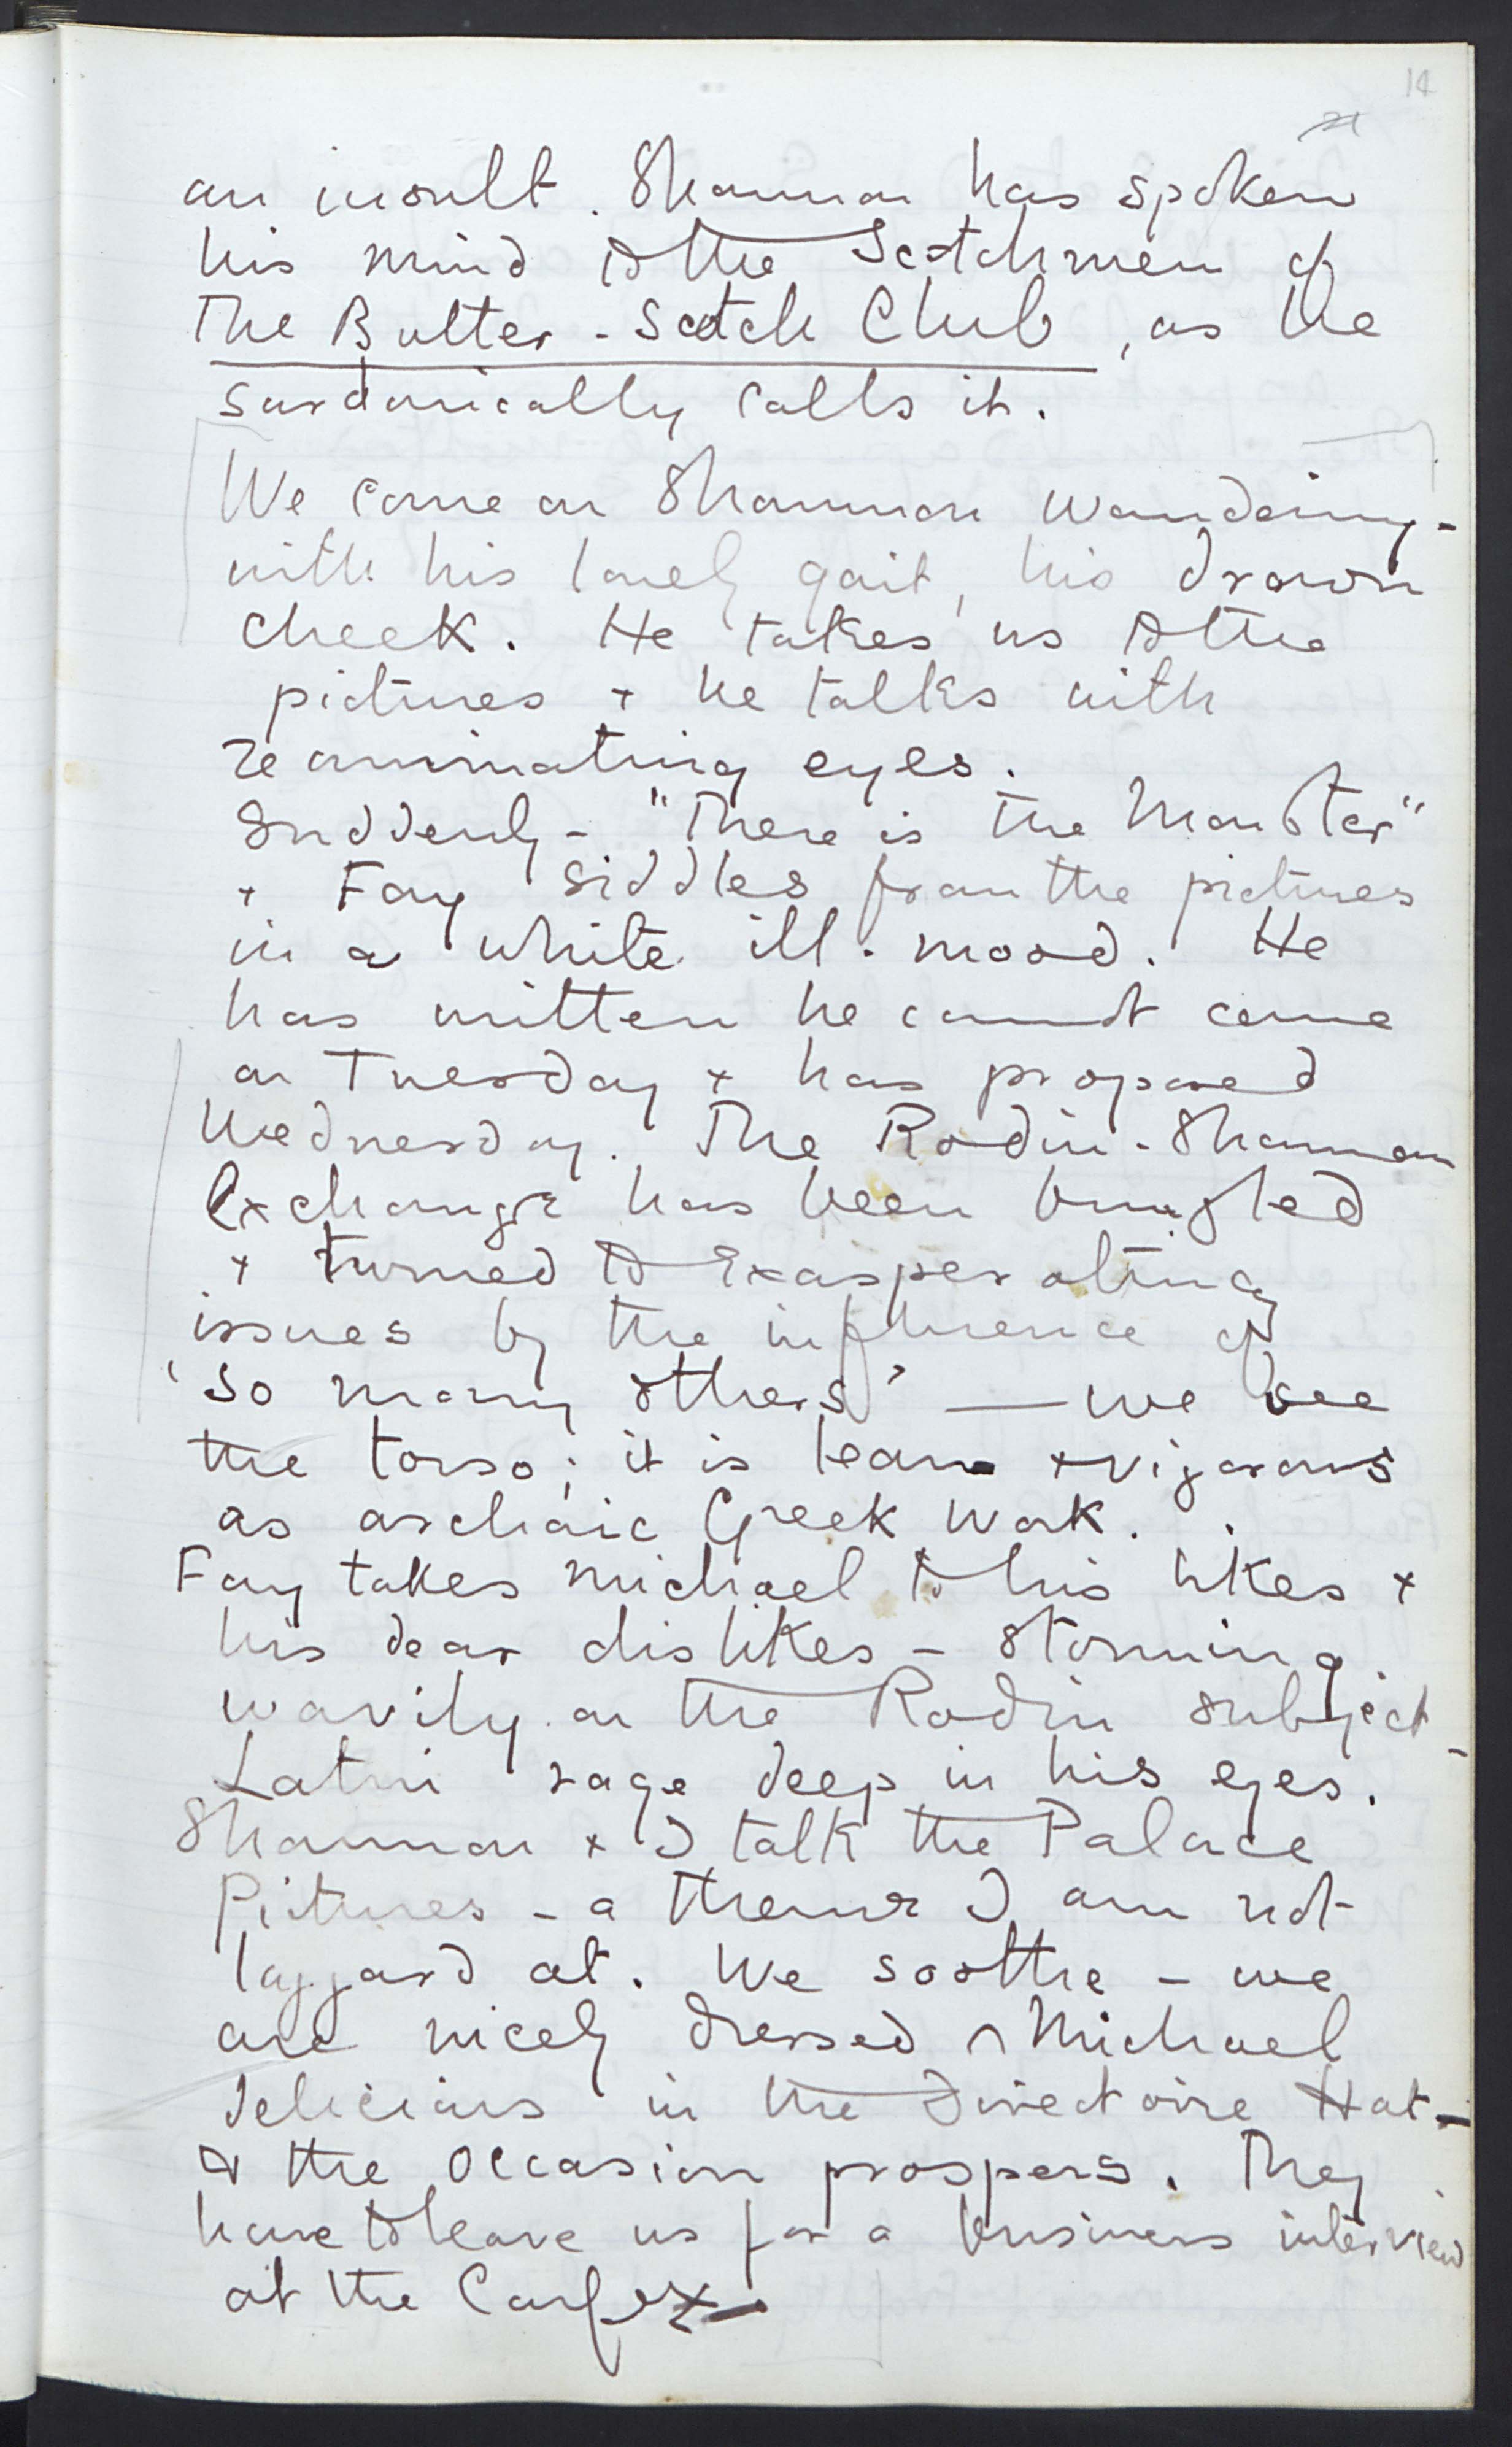 14
21
an insult. Shannon has spoken
his mind to the Scotchmen of
The Butter-Scotch Club, as he
sardonically calls it.
We come on Shannon wandering -
with his lonely gait, his drawn
cheek. He takes us to the
pictures + he talks with
reanimating eyes.
Suddenly - "There is the Monster"
+ Fay siddles from the pictures
in a white ill-mood. He
has written he cannot come
on Tuesday + has proposed
Wednesday. The Rodin-Shannon
Exchange has been bungled
+ turned to exasperating
issues by the influence of
'so many others' — we see
the torso; it is lean + vigorous
as archaic Greek work.
Fay takes Michael to his likes +
his dear dislikes - storming
wavily on the Rodin subject -
Latin rage deep in his eyes.
Shannon + I talk the Palace
Pictures - a theme I am not
laggard at. We soothe - we
are nicely dressed, Michael
delicious in the Directoire Hat -
& the occasion prospers. They
have to leave us for a business interview
at the Carfax